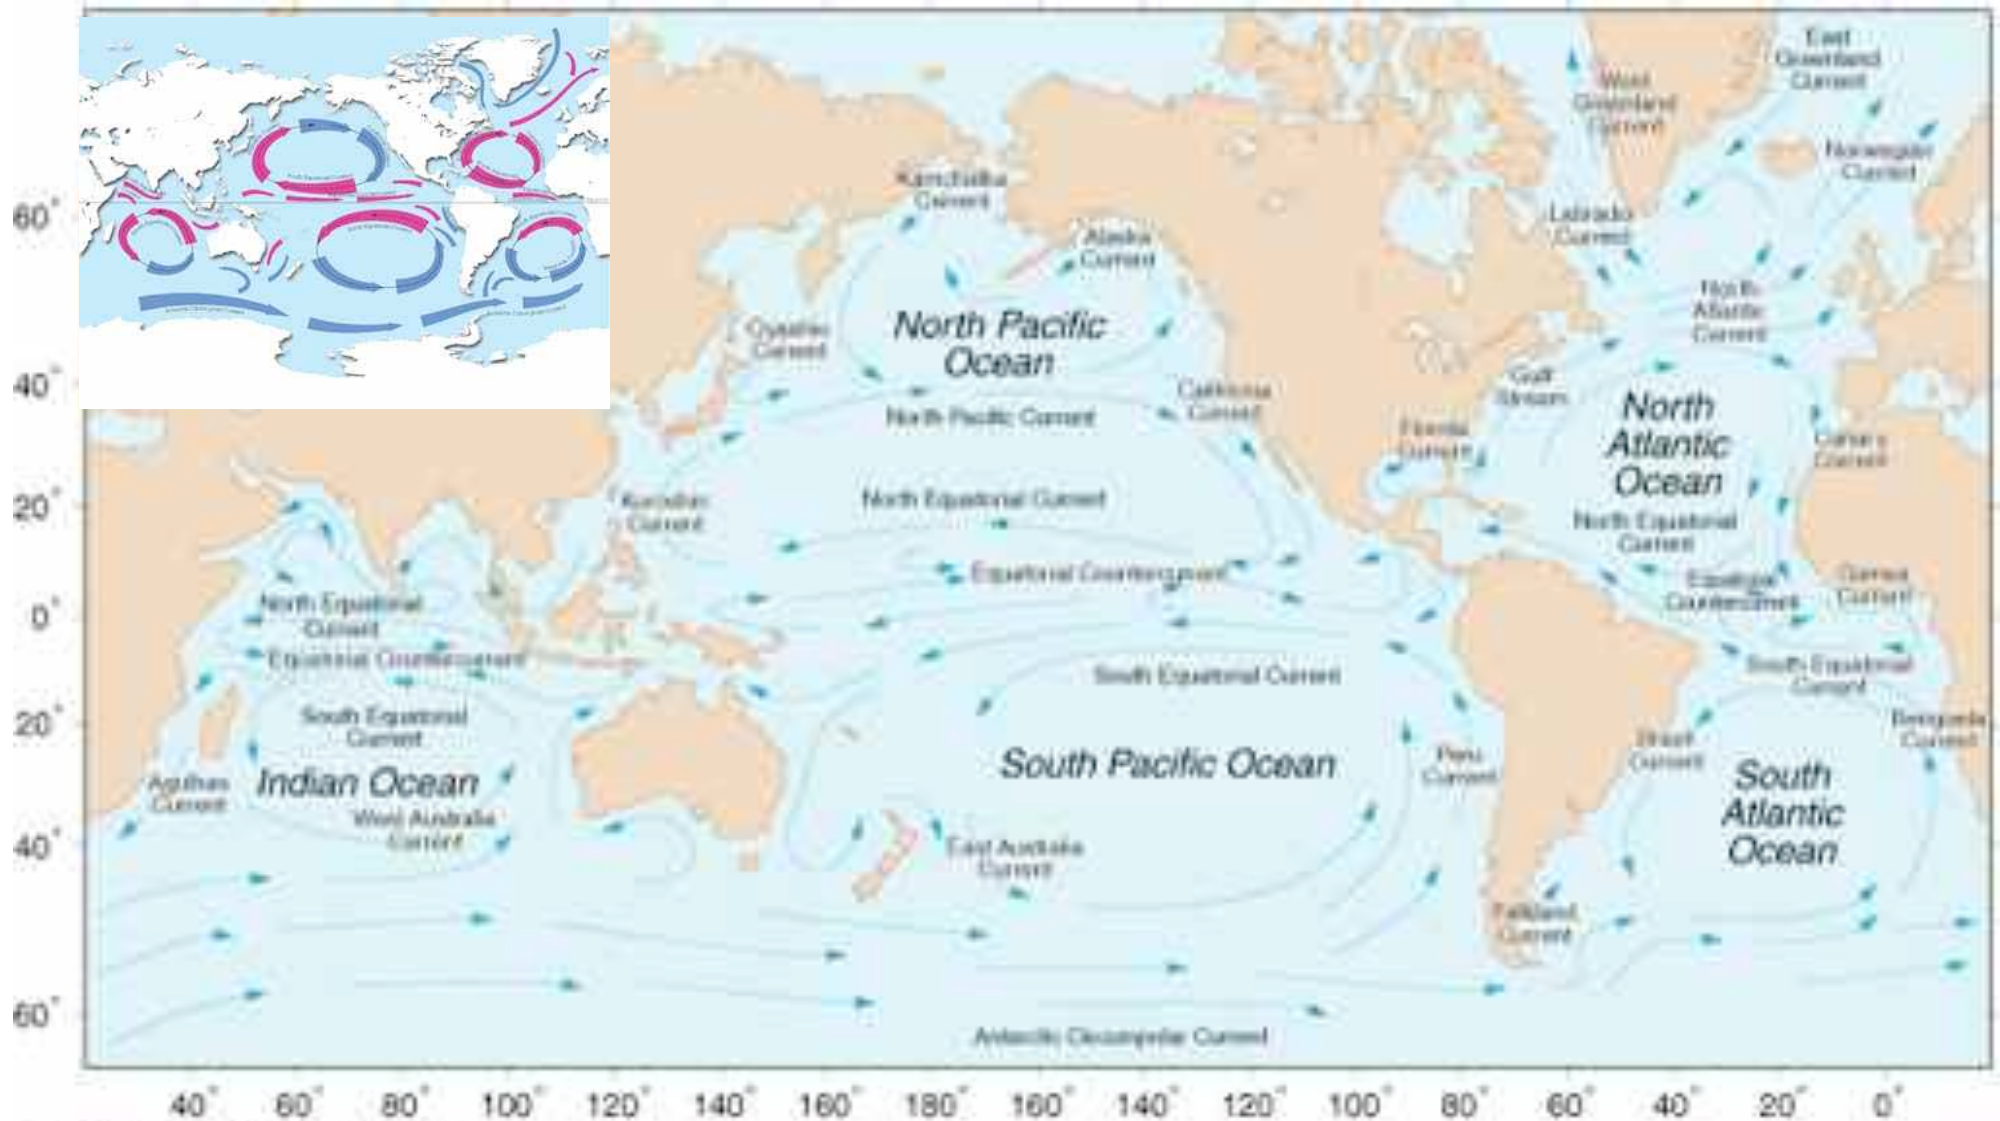 East
Greenland
Current
West
Greenland
Current
Norwegian
Current
Kamchatka
Current
60°
Labrado
Current
Alaska
Current
North
Atlantic
Current
North Pacific
Ocean
Oyashio
Current
40°
California
Current
Gulf
Stream
North
Atlantic
Ocean
North Pacific Current
Florida
Current
Canary
Current
20°
Kuroshio
Current
North Equatorial Current
North Equatorial
Current
Equatorial Countercurrent
Equatorial
Countercurrent
Guinea
Current
0°
North Equatorial
Current
Equatorial Countercurrent
South Equatorial Current
South Equatorial
Current
20°
South Equatorial
Current
Benguela
Current
Brazil
Current
Peru
Current
South Pacific Ocean
Indian Ocean
Agulhas
Current
South
Atlantic
Ocean
West Australia
Current
40°
East Australia
Current
Falkland
Current
60°
Antarctic Circumpolar Current
40° 60° 80° 100° 120° 140° 160° 180° 160° 140° 120° 100° 80° 60° 40° 20° 0°